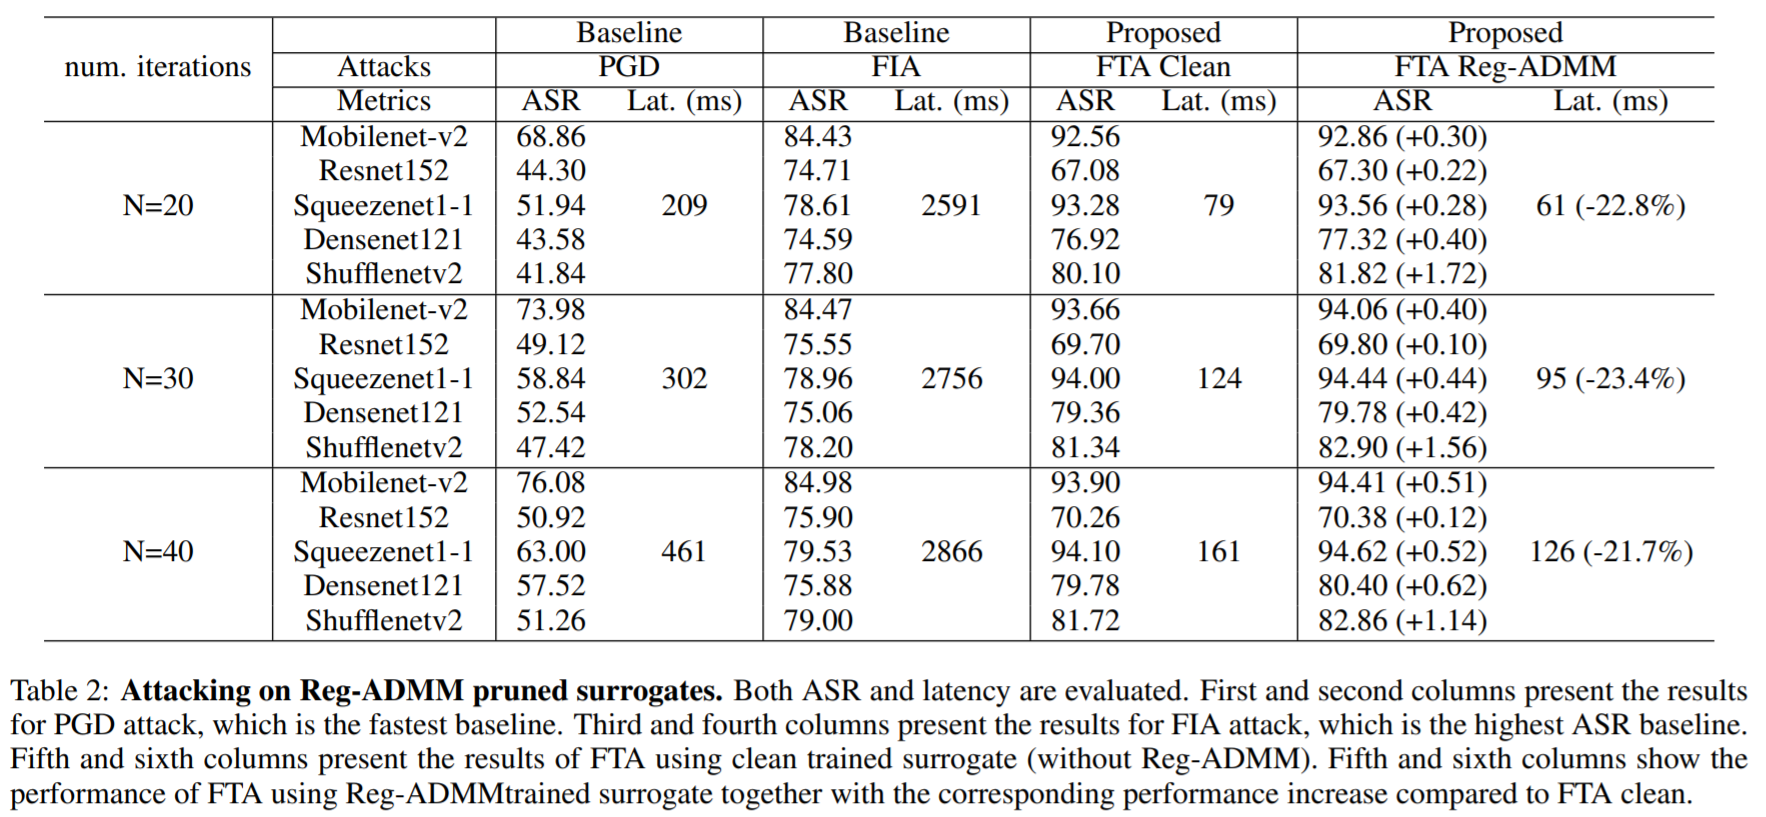 Baseline Baseline Proposed Proposed
num. iterations Attacks PGD FIA FTA Clean FTA Reg-ADMM
Metrics ASR Lat. (ms) ASR Lat. (ms) ASR Lat. (ms) ASR Lat. (ms)
Mobilenet-v2 68.86 84.43 92.56 92.86 (+0.30)
Resnet152 44.30 74.71 67.08 67.30 (+0.22)
N=20 Squeezenet1-1 51.94 209 78.61 2591 93.28 79 93.56 (+0.28) 61 (-22.8%)
Densenet121 43.58 74.59 76.92 77.32 (+0.40)
Shufflenetv2 41.84 77.80 80.10 81.82 (+1.72)
Mobilenet-v2 73.98 84.47 93.66 94.06 (+0.40)
Resnet152 49.12 75.55 69.70 69.80 (+0.10)
N=30 Squeezenet1-1 58.84 302 78.96 2756 94.00 124 94.44 (+0.44) 95 (-23.4%)
Densenet121 52.54 75.06 79.36 79.78 (+0.42)
Shufflenetv2 47.42 78.20 81.34 82.90 (+1.56)
Mobilenet-v2 76.08 84.98 93.90 94.41 (+0.51)
Resnet152 50.92 75.90 70.26 70.38 (+0.12)
N=40 Squeezenet1-1 63.00 461 79.53 2866 94.10 161 94.62 (+0.52) 126 (-21.7%)
Densenet121 57.52 75.88 79.78 80.40 (+0.62)
Shufflenetv2 51.26 79.00 81.72 82.86 (+1.14)
Table 2: Attacking on Reg-ADMM pruned surrogates. Both ASR and latency are evaluated. First and second columns present the results
for PGD attack, which is the fastest baseline. Third and fourth columns present the results for FIA attack, which is the highest ASR baseline.
Fifth and sixth columns present the results of FTA using clean trained surrogate (without Reg-ADMM). Fifth and sixth columns show the
performance of FTA using Reg-ADMMtrained surrogate together with the corresponding performance increase compared to FTA clean.